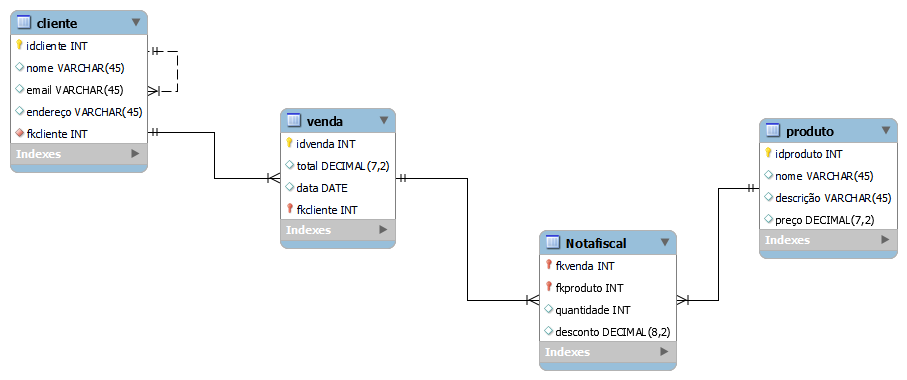 cliente
idcliente INT
nome VARCHAR(45)
email VARCHAR(45)
endereço VARCHAR(45)
fkcliente INT
Indexes
venda
idvenda INT
total DECIMAL(7,2)
data DATE
fkcliente INT
Indexes
Notafiscal
fkvenda INT
fkproduto INT
quantidade INT
desconto DECIMAL(8,2)
Indexes
produto
idproduto INT
nome VARCHAR(45)
descrição VARCHAR(45)
preço DECIMAL(7,2)
Indexes